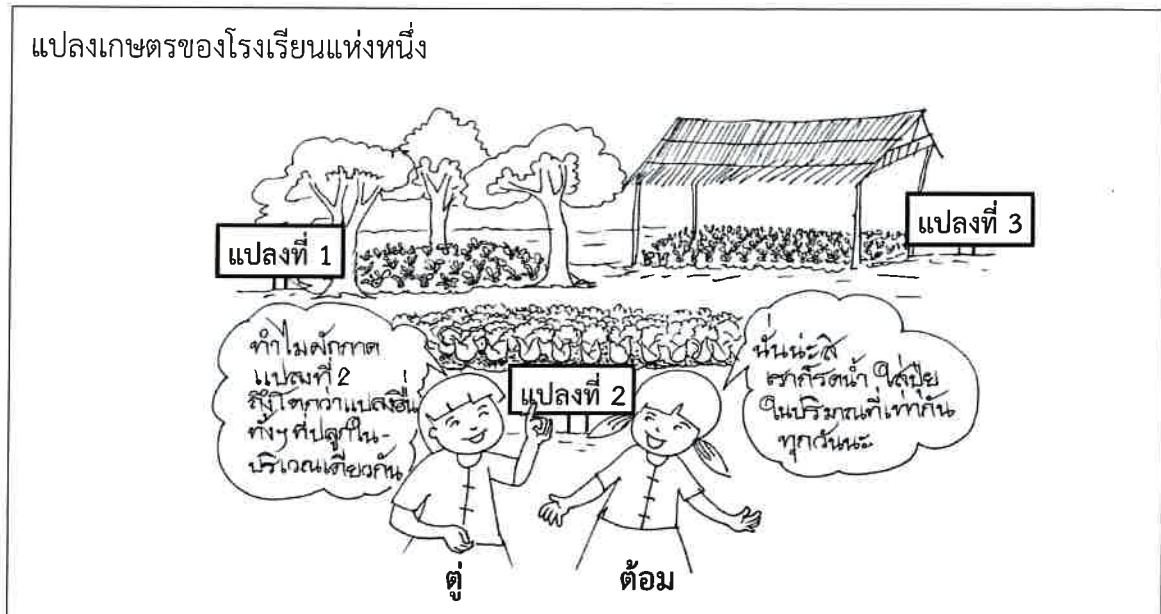 แปลงเกษตรของโรงเรียนแห่งหนึ่ง
แปลงที่ 1
แปลงที่ 3
ทำไมผักกาด
แปลงที่ 2
ถึงโตกว่าแปลงอื่น
ทั้งๆ ที่ปลูกใน-
บริเวณเดียวกัน
แปลงที่ 2
นั่นน่ะสิ
เราก็รดน้ำ ใส่ปุ๋ย
ในปริมาณที่เท่ากัน
ทุกวันนะ
ตู่
ต้อม